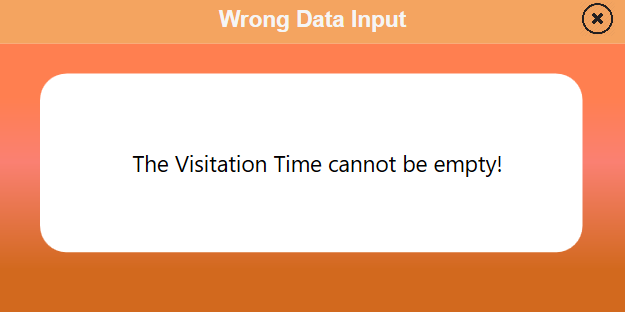 Wrong Data Input
The Visitation Time cannot be empty!